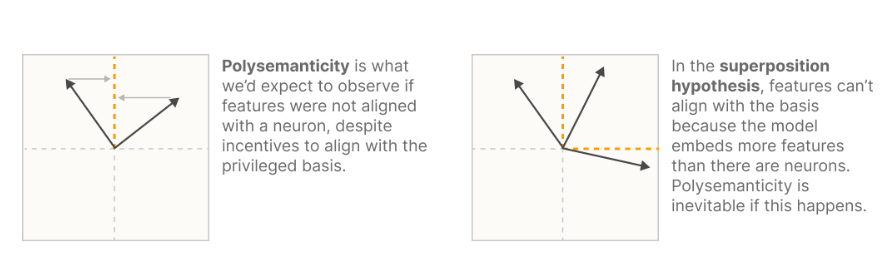 Polysemanticity is what
we'd expect to observe if
features were not aligned
with a neuron, despite
incentives to align with the
privileged basis.
In the superposition
hypothesis, features can't
align with the basis
because the model
embeds more features
than there are neurons.
Polysemanticity is
inevitable if this happens.